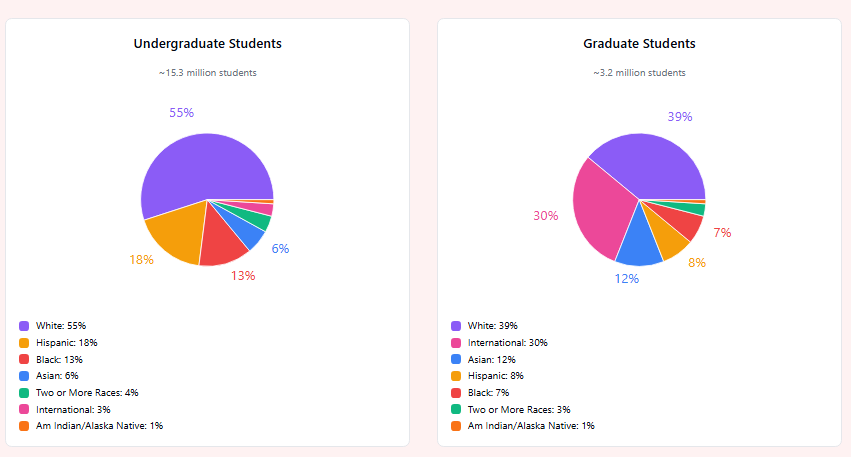 Undergraduate Students
~15.3 million students
55%
18%
13%
6%
White: 55%
Hispanic: 18%
Black: 13%
Asian: 6%
Two or More Races: 4%
International: 3%
Am Indian/Alaska Native: 1%
Graduate Students
~3.2 million students
39%
30%
12%
8%
7%
White: 39%
International: 30%
Asian: 12%
Hispanic: 8%
Black: 7%
Two or More Races: 3%
Am Indian/Alaska Native: 1%